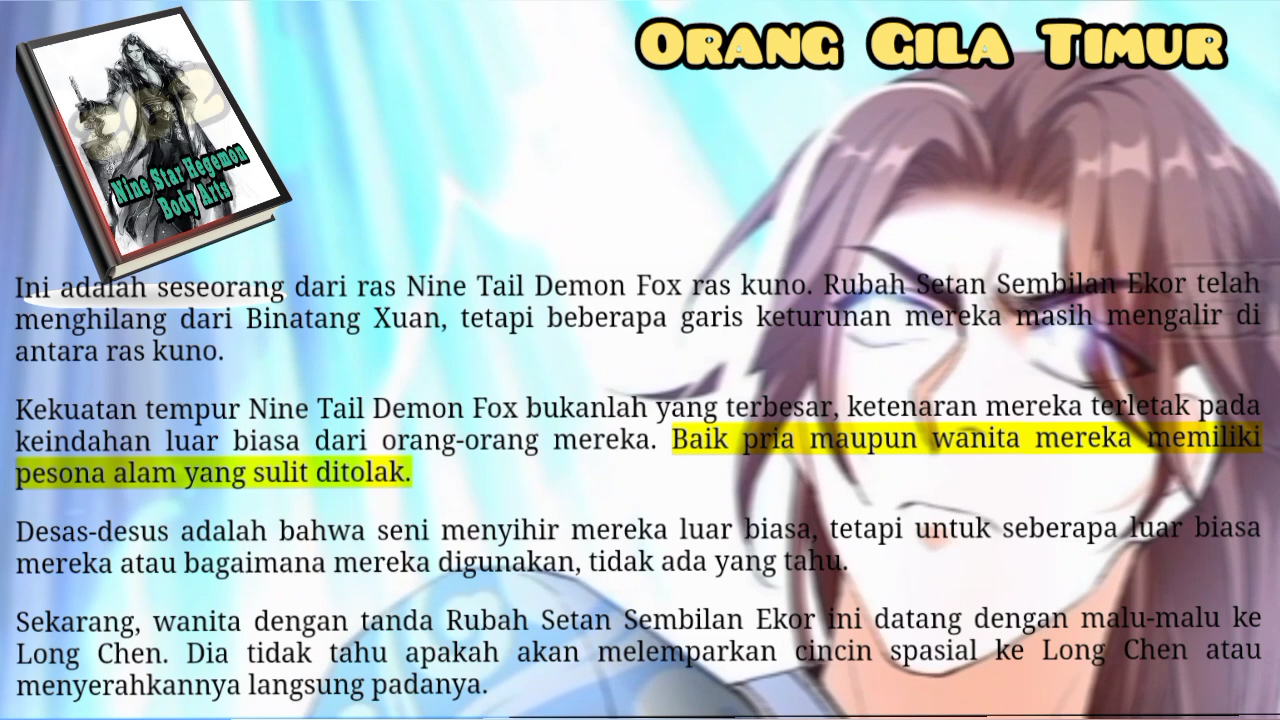 Orang Gila Timur
Nine Star Hegemon
Body Arts
Ini adalah seseorang dari ras Nine Tail Demon Fox ras kuno. Rubah Setan Sembilan Ekor telah
menghilang dari Binatang Xuan, tetapi beberapa garis keturunan mereka masih mengalir di
antara ras kuno.
Kekuatan tempur Nine Tail Demon Fox bukanlah yang terbesar, ketenaran mereka terletak pada
keindahan luar biasa dari orang-orang mereka. Baik pria maupun wanita mereka memiliki
pesona alam yang sulit ditolak.
Desas-desus adalah bahwa seni menyihir mereka luar biasa, tetapi untuk seberapa luar biasa
mereka atau bagaimana mereka digunakan, tidak ada yang tahu.
Sekarang, wanita dengan tanda Rubah Setan Sembilan Ekor ini datang dengan malu-malu ke
Long Chen. Dia tidak tahu apakah akan melemparkan cincin spasial ke Long Chen atau
menyerahkannya langsung padanya.